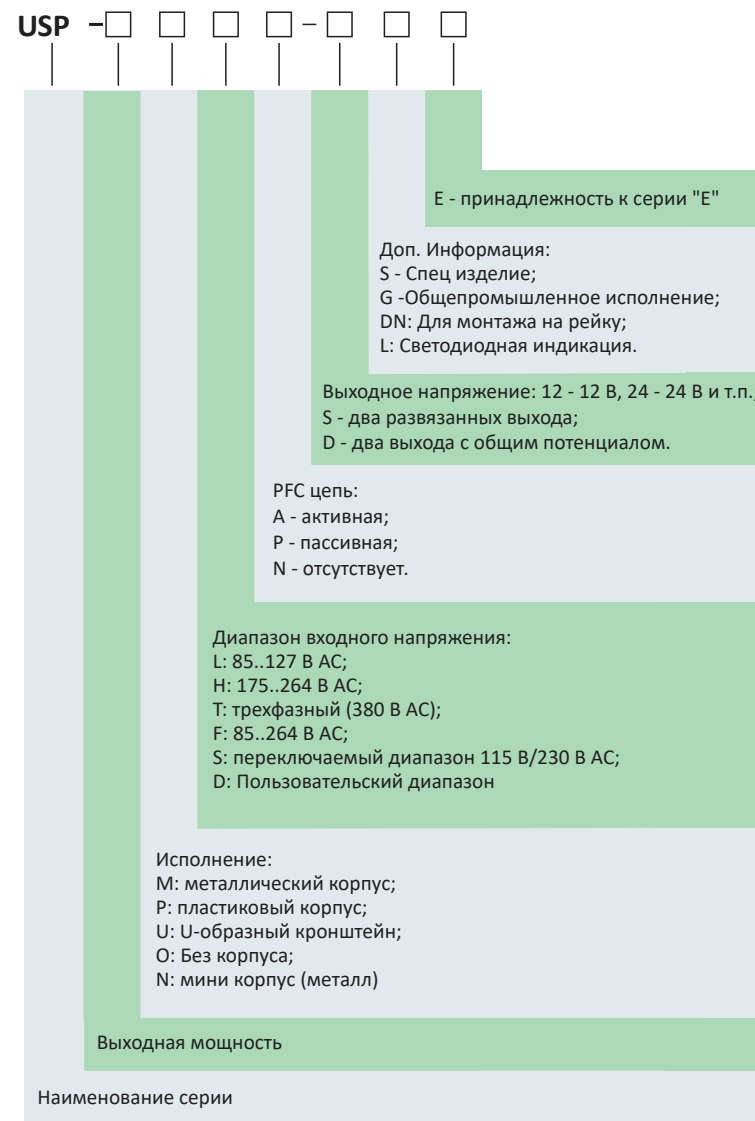 USP -□ □ □ □ - □ □ □
E - принадлежность к серии "E"
Доп. Информация:
S - Спец изделие;
G -Общепромышленное исполнение;
DN: Для монтажа на рейку;
L: Светодиодная индикация.
Выходное напряжение: 12 - 12 В, 24 - 24 В и т.п.,
S - два развязанных выхода;
D - два выхода с общим потенциалом.
PFC цепь:
A - активная;
P - пассивная;
N - отсутствует.
Диапазон входного напряжения:
L: 85..127 В AC;
H: 175..264 В AC;
T: трехфазный (380 В AC);
F: 85..264 В AC;
S: переключаемый диапазон 115 В/230 В AC;
D: Пользовательский диапазон
Исполнение:
M: металлический корпус;
P: пластиковый корпус;
U: U-образный кронштейн;
O: Без корпуса;
N: мини корпус (металл)
Выходная мощность
Наименование серии